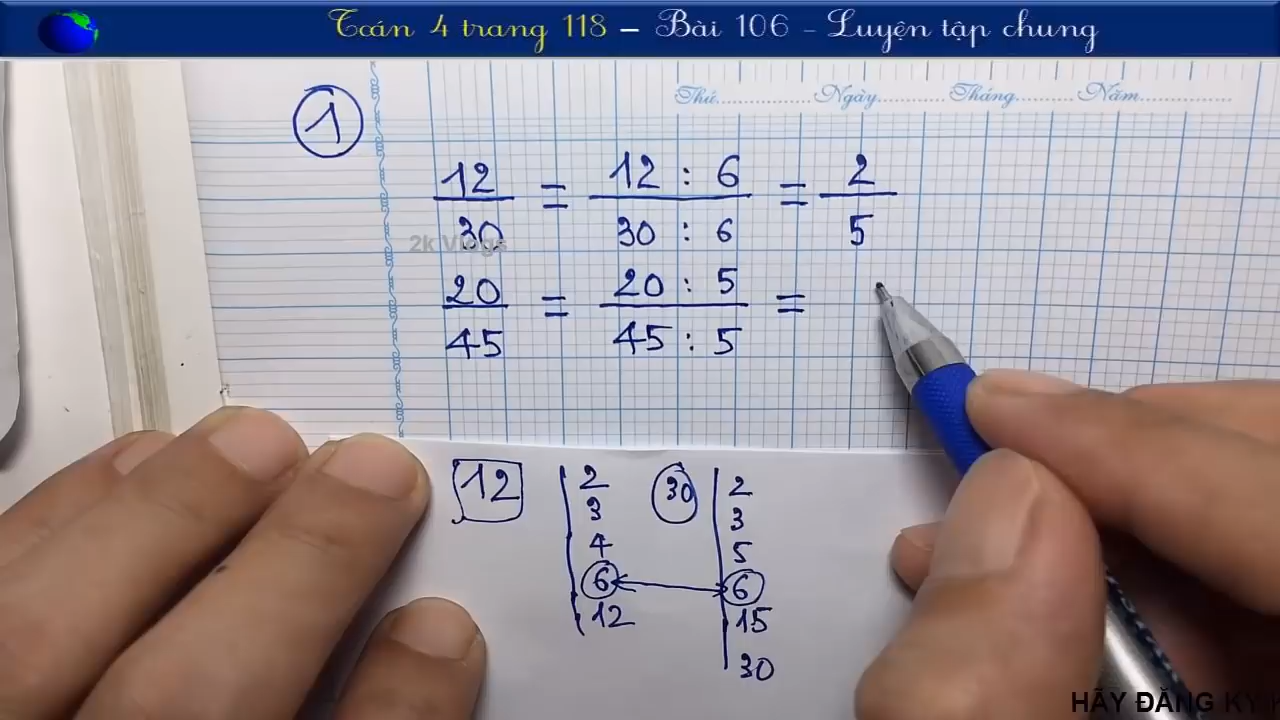 Toán 4 trang 118 – Bài 106 - Luyện tập chung
Thứ..............Ngày..........Tháng.........Năm.............
1
12/30 = 12 : 6/30 : 6 = 2/5
2k Vlogs
20/45 = 20 : 5/45 : 5 =
12 30
2 2
3 3
4 5
6 6
12 15
30
HÃY ĐĂNG KÝ